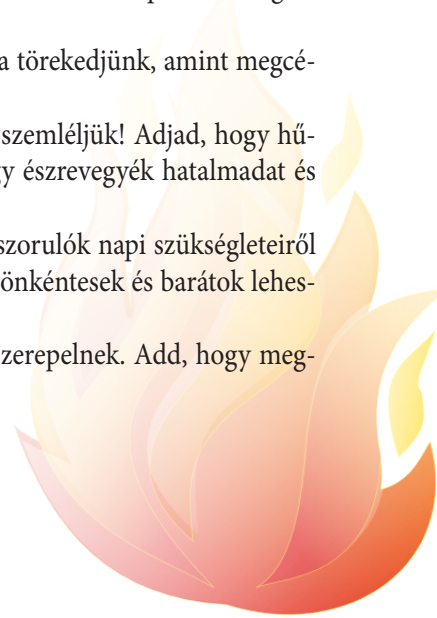 a törekedjünk, amint megcé-
szemléljük! Adjad, hogy hű-
gy észrevegyék hatalmadat és
szorulók napi szükségleteiről
önkéntesek és barátok lehes-
zerepelnek. Add, hogy meg-